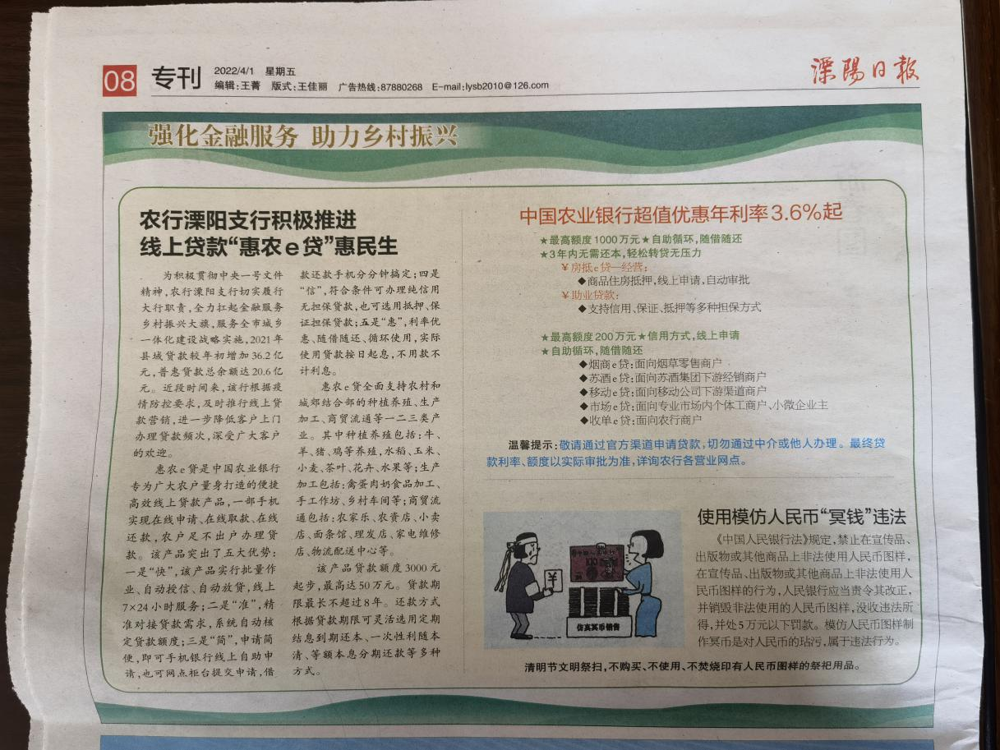 08 专刊
2022/4/1 星期五
编辑:王菁 版式:王佳丽 广告热线:87880268 E-mail:lysb2010@126.com
溧陽日報
强化金融服务 助力乡村振兴
农行溧阳支行积极推进
线上贷款“惠农e贷”惠民生
为积极贯彻中央一号文件
精神,农行溧阳支行切实履行
大行职责,全力扛起金融服务
乡村振兴大旗,服务全市城乡
一体化建设战略实施,2021年
县域贷款较年初增加36.2亿
元,普惠贷款总余额达20.6亿
元。近段时间来,该行根据疫
情防控要求,及时推行线上贷
款营销,进一步降低客户上门
办理贷款频次,深受广大客户
的欢迎。
惠农e贷是中国农业银行
专为广大农户量身打造的便捷
高效线上贷款产品,一部手机
实现在线申请、在线取款、在线
还款,农户足不出户办理贷
款。该产品突出了五大优势:
一是“快”,该产品实行批量作
业、自动授信、自动放贷,线上
7×24小时服务;二是“准”,精
准对接贷款需求,系统自动核
定贷款额度;三是“简”,申请简
便,即可手机银行线上自助申
请,也可网点柜台提交申请,借
款还款手机分分钟搞定;四是
“信”,符合条件可办理纯信用
无担保贷款,也可选用抵押、保
证担保贷款;五是“惠”,利率优
惠、随借随还、循环使用,实际
使用贷款按日起息,不用款不
计利息。
惠农e贷全面支持农村和
城郊结合部的种植养殖、生产
加工、商贸流通等一二三类产
业。其中种植养殖包括:牛、
羊、猪、鸡等养殖,水稻、玉米、
小麦、茶叶、花卉、水果等;生产
加工包括:禽蛋肉奶食品加工、
手工作坊、乡村车间等;商贸流
通包括:农家乐、农资店、小卖
店、面条馆、理发店、家电维修
店、物流配送中心等。
该产品贷款额度3000元
起步,最高达50万元。贷款期
限最长不超过8年。还款方式
根据贷款期限可灵活选用定期
结息到期还本、一次性利随本
清、等额本息分期还款等多种
方式。
中国农业银行超值优惠年利率3.6%起
★最高额度1000万元★自助循环,随借随还
★3年内无需还本,轻松转贷无压力
￥房抵e贷—经营:
◆商品住房抵押,线上申请,自动审批
￥助业贷款:
◆支持信用、保证、抵押等多种担保方式
★最高额度200万元★信用方式,线上申请
★自助循环,随借随还
◆烟商e贷:面向烟草零售商户
◆苏酒e贷:面向苏酒集团下游经销商户
◆移动e贷:面向移动公司下游渠道商户
◆市场e贷:面向专业市场内个体工商户、小微企业主
◆收单e贷:面向农行商户
温馨提示:敬请通过官方渠道申请贷款,切勿通过中介或他人办理。最终贷
款利率、额度以实际审批为准,详询农行各营业网点。
￥
100
仿真冥币销售
使用模仿人民币“冥钱”违法
《中国人民银行法》规定,禁止在宣传品、
出版物或其他商品上非法使用人民币图样,
在宣传品、出版物或其他商品上非法使用人
民币图样的行为,人民银行应当责令其改正,
并销毁非法使用的人民币图样,没收违法所
得,并处5万元以下罚款。模仿人民币图样制
作冥币是对人民币的玷污,属于违法行为。
清明节文明祭扫,不购买、不使用、不焚烧印有人民币图样的祭祀用品。